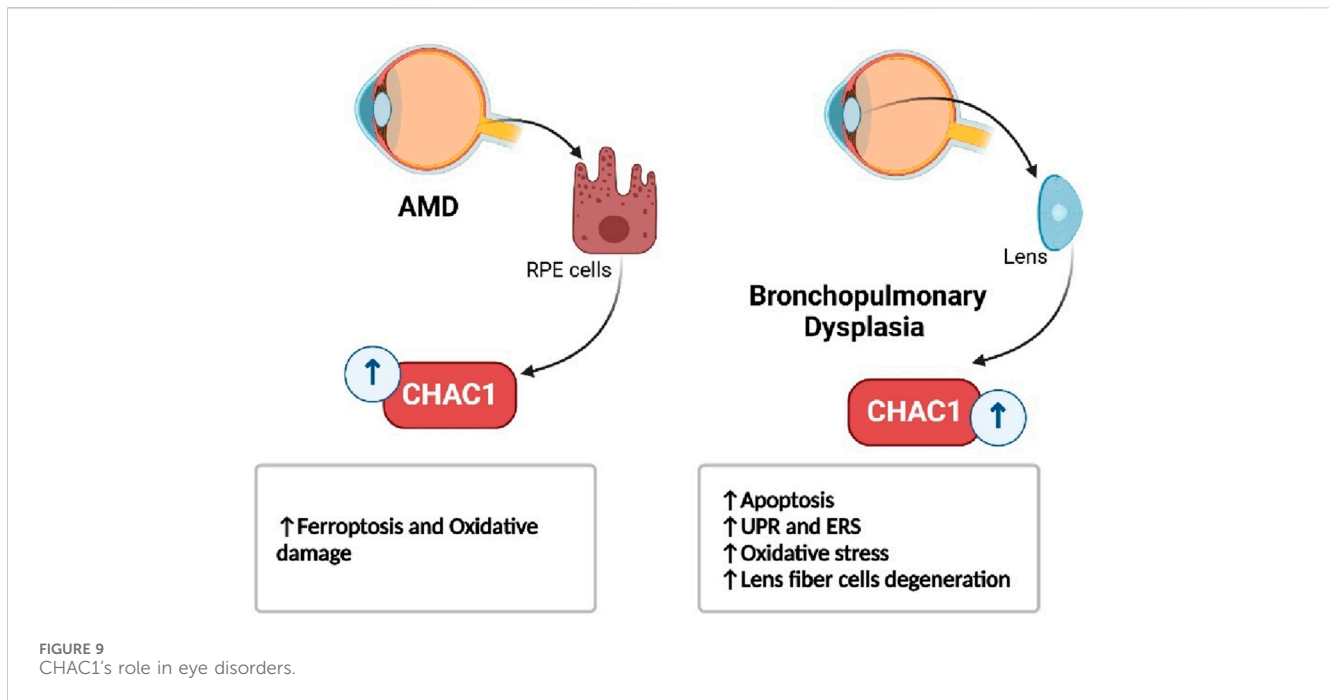 AMD
RPE cells
↑
CHAC1
↑Ferroptosis and Oxidative
damage
Lens
Bronchopulmonary
Dysplasia
CHAC1
↑
↑Apoptosis
↑UPR and ERS
↑Oxidative stress
↑Lens fiber cells degeneration
FIGURE 9
CHAC1's role in eye disorders.